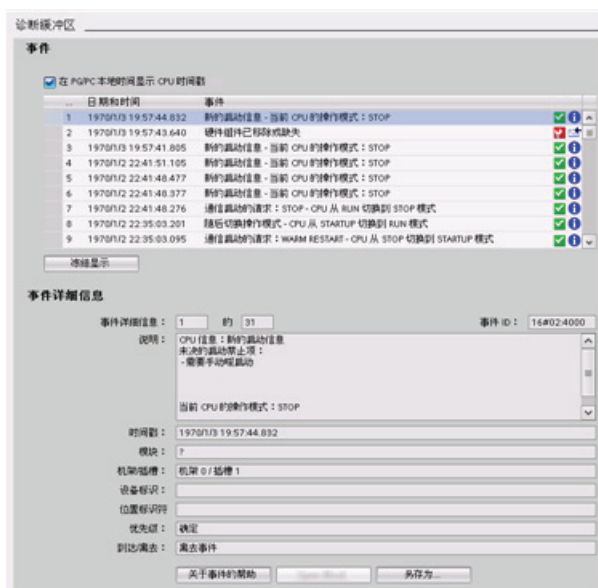 诊断缓冲区
事件
在 PG/PC 本地时间显示 CPU 时间戳
.. 日期和时间 事件
1 1970/1/3 19:57:44.832 新的启动信息 - 当前 CPU 的操作模式：STOP
2 1970/1/3 19:57:43.640 硬件组件已移除或缺失
3 1970/1/3 19:57:41.805 新的启动信息 - 当前 CPU 的操作模式：STOP
4 1970/1/2 22:41:51.105 新的启动信息 - 当前 CPU 的操作模式：STOP
5 1970/1/2 22:41:48.477 新的启动信息 - 当前 CPU 的操作模式：STOP
6 1970/1/2 22:41:48.377 新的启动信息 - 当前 CPU 的操作模式：STOP
7 1970/1/2 22:41:48.276 通信启动的请求：STOP - CPU 从 RUN 切换到 STOP 模式
8 1970/1/2 22:35:03.201 随后切换操作模式 - CPU 从 STARTUP 切换到 RUN 模式
9 1970/1/2 22:35:03.095 通信启动的请求：WARM RESTART - CPU 从 STOP 切换到 STARTUP 模式
冻结显示
事件详细信息
事件详细信息： 1 的 31 事件 ID： 16#02:4000
说明： CPU 信息：新的启动信息
未决的启动禁止项：
- 需要手动暖启动
当前 CPU 的操作模式：STOP
时间戳： 1970/1/3 19:57:44.832
模块： ?
机架/插槽： 机架 0 / 插槽 1
设备标识：
位置标识符
优先级： 确定
到达/离去： 离去事件
关于事件的帮助 另存为...